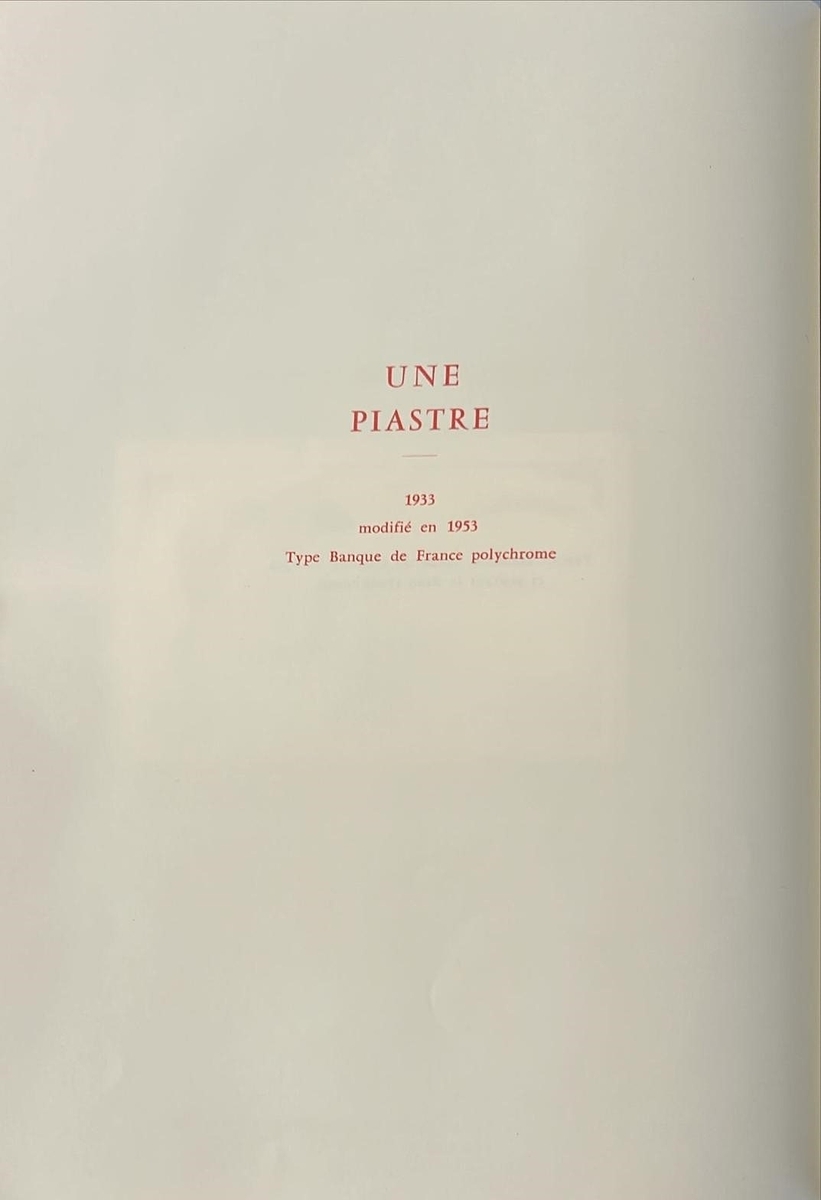 UNE
PIASTRE
1933
modifié en 1953
Type Banque de France polychrome